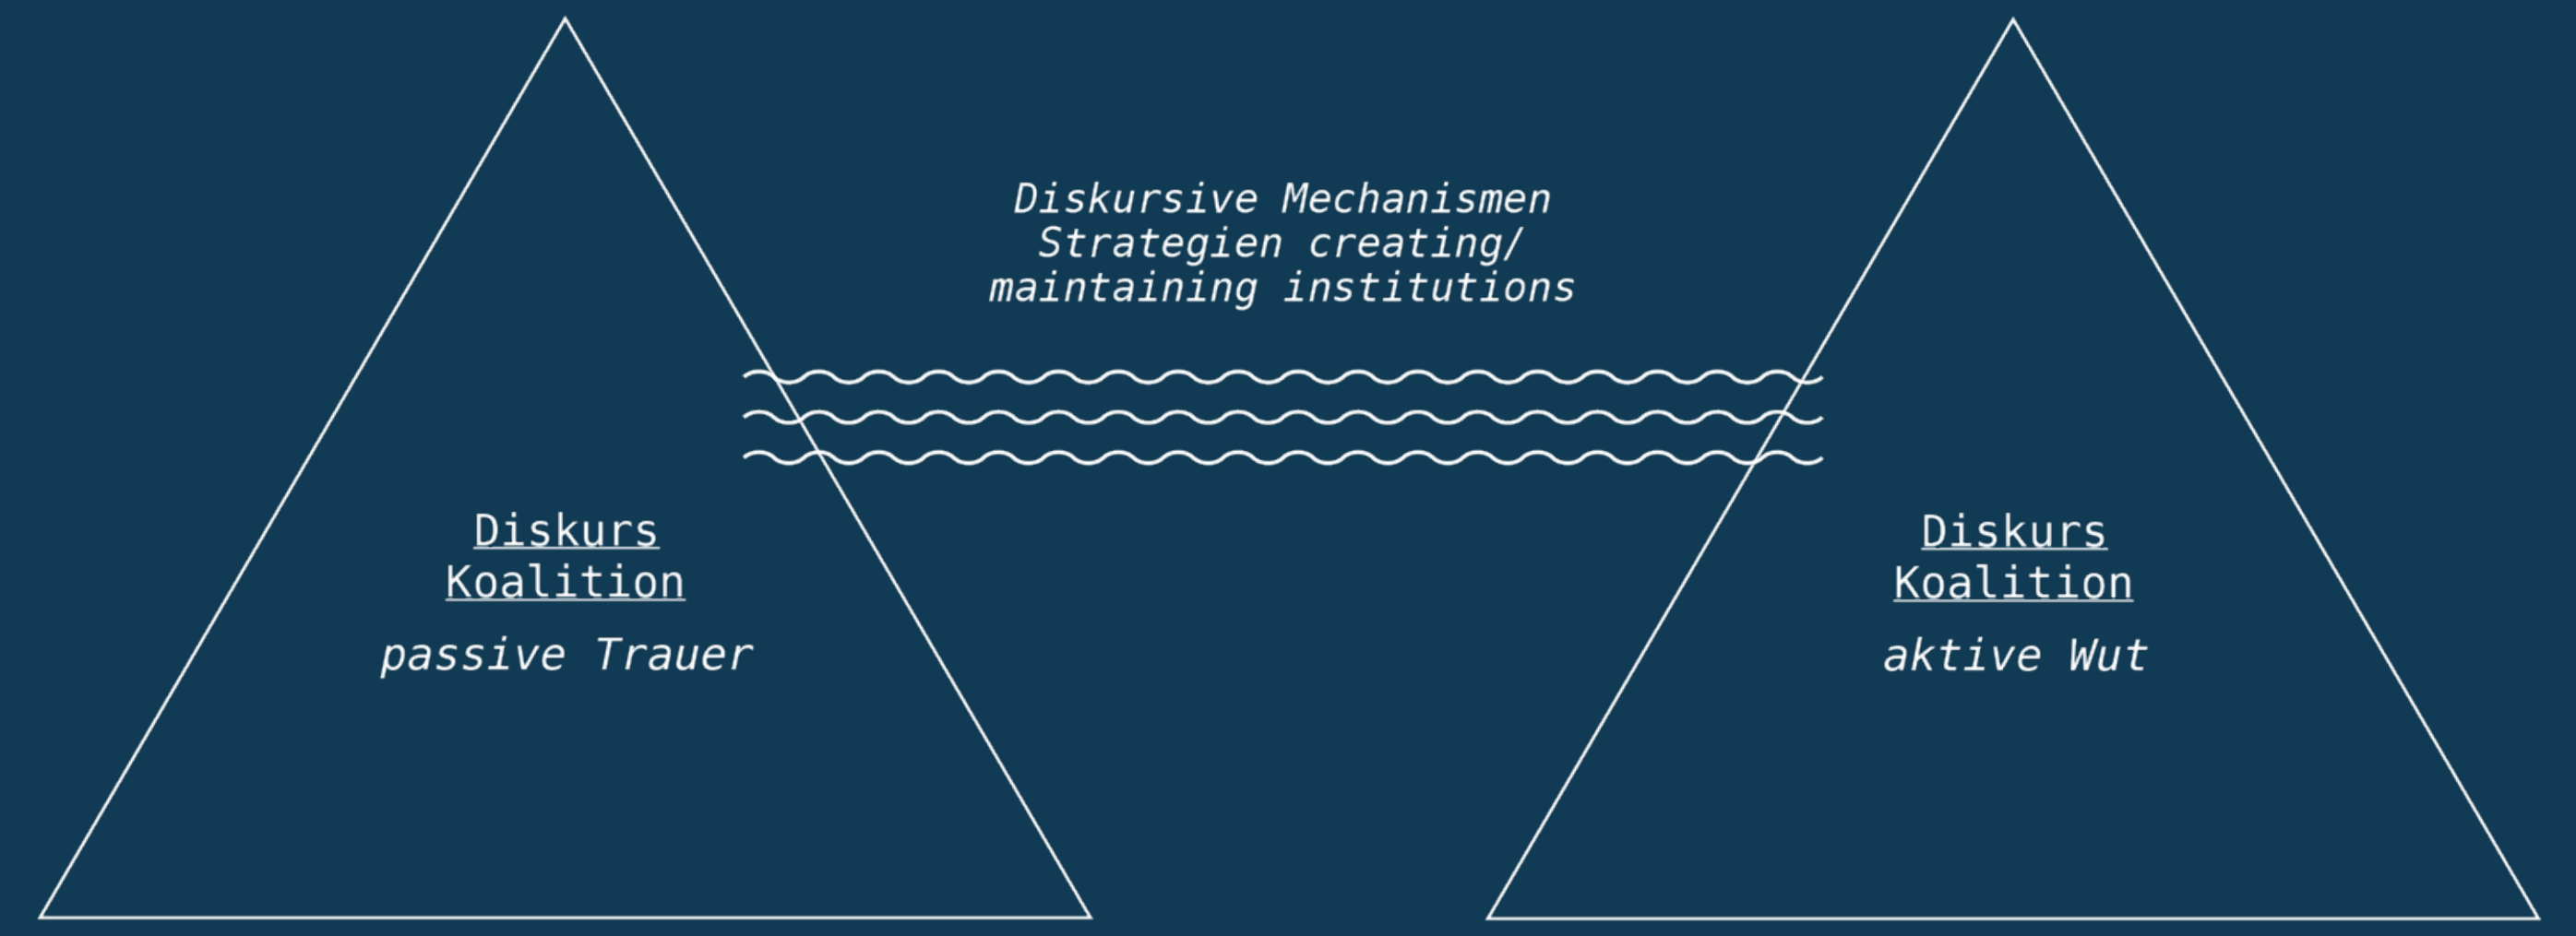 Diskursive Mechanismen
Strategien creating/
maintaining institutions
Diskurs
Koalition
passive Trauer
Diskurs
Koalition
aktive Wut